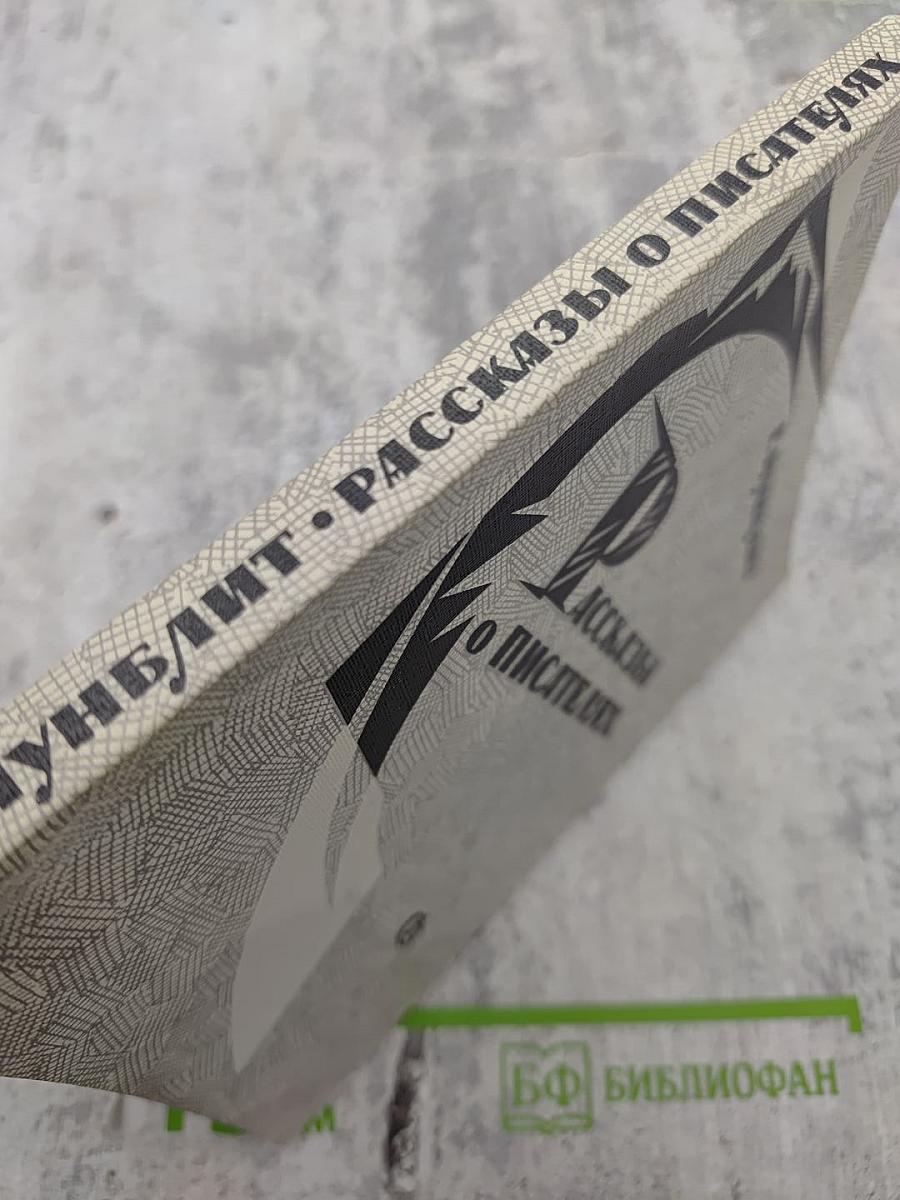 МУНБЛИТ • РАССКАЗЫ О ПИСАТЕЛЯХ
РАССКАЗЫ
О ПИСАТЕЛЯХ
БФ БИБЛИОФАН